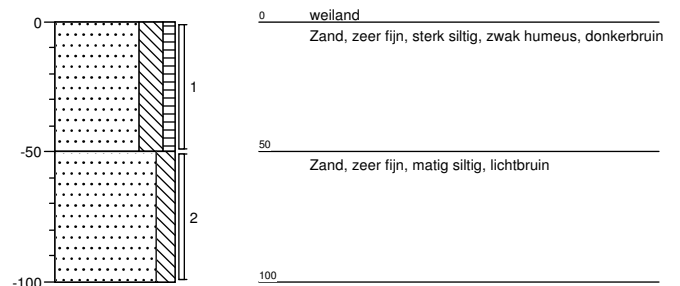 0
weiland
0
Zand, zeer fijn, sterk siltig, zwak humeus, donkerbruin
1
50
-50
Zand, zeer fijn, matig siltig, lichtbruin
2
100
-100